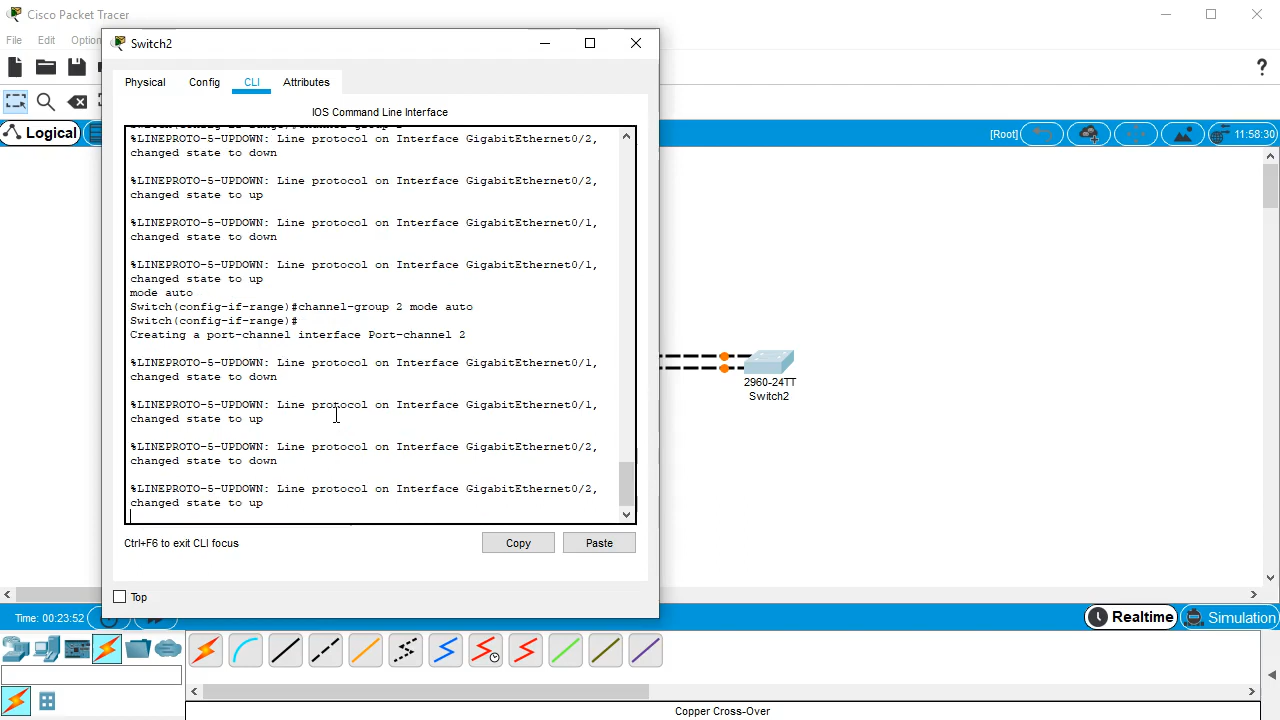 Cisco Packet Tracer
File Edit Option
Switch2
Physical Config CLI Attributes
IOS Command Line Interface
%LINEPROTO-5-UPDOWN: Line protocol on Interface GigabitEthernet0/2,
changed state to down
%LINEPROTO-5-UPDOWN: Line protocol on Interface GigabitEthernet0/2,
changed state to up
%LINEPROTO-5-UPDOWN: Line protocol on Interface GigabitEthernet0/1,
changed state to down
%LINEPROTO-5-UPDOWN: Line protocol on Interface GigabitEthernet0/1,
changed state to up
mode auto
Switch(config-if-range)#channel-group 2 mode auto
Switch(config-if-range)#
Creating a port-channel interface Port-channel 2
%LINEPROTO-5-UPDOWN: Line protocol on Interface GigabitEthernet0/1,
changed state to down
%LINEPROTO-5-UPDOWN: Line protocol on Interface GigabitEthernet0/1,
changed state to up
%LINEPROTO-5-UPDOWN: Line protocol on Interface GigabitEthernet0/2,
changed state to down
%LINEPROTO-5-UPDOWN: Line protocol on Interface GigabitEthernet0/2,
changed state to up
Ctrl+F6 to exit CLI focus
Copy Paste
Top
Logical
[Root]
11:58:30
2960-24TT
Switch2
Time: 00:23:52
Realtime Simulation
Copper Cross-Over